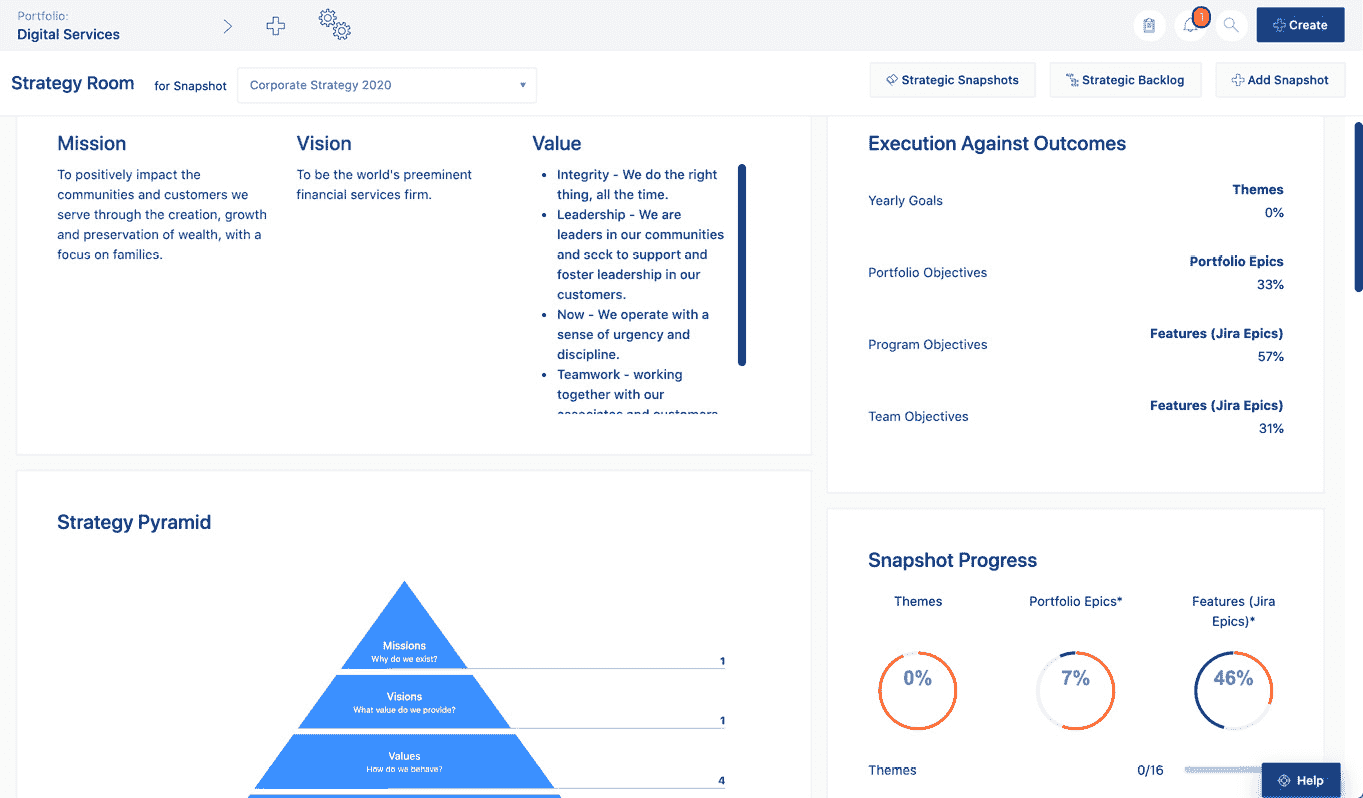 Portfolio:
Digital Services
1
Create
Strategy Room
for Snapshot
Corporate Strategy 2020
Strategic Snapshots
Strategic Backlog
Add Snapshot
Mission
To positively impact the
communities and customers we
serve through the creation, growth
and preservation of wealth, with a
focus on families.
Vision
To be the world's preeminent
financial services firm.
Value
• Integrity - We do the right
thing, all the time.
• Leadership - We are
leaders in our communities
and seek to support and
foster leadership in our
customers.
• Now - We operate with a
sense of urgency and
discipline.
• Teamwork - working
together with our
associates and customers
Execution Against Outcomes
Yearly Goals
Themes
0%
Portfolio Objectives
Portfolio Epics
33%
Program Objectives
Features (Jira Epics)
57%
Team Objectives
Features (Jira Epics)
31%
Strategy Pyramid
Missions
Why do we exist?
1
Visions
What value do we provide?
1
Values
How do we behave?
4
Snapshot Progress
Themes
Portfolio Epics*
Features (Jira
Epics)*
0%
7%
46%
Themes
0/16
Help